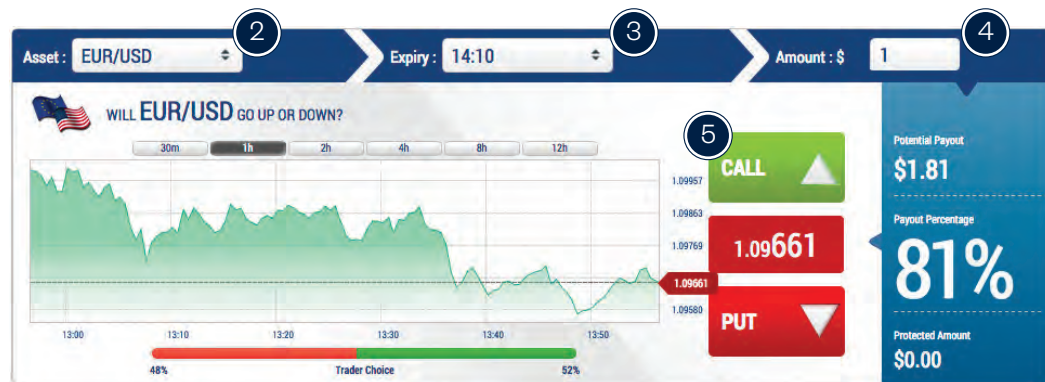 2
3
4
Asset : EUR/USD
Expiry : 14:10
Amount : $ 1
WILL EUR/USD GO UP OR DOWN?
5
30m 1h 2h 4h 8h 12h
CALL
Potential Payout
$1.81
1.09957
1.09863
Payout Percentage
1.09769
1.09661
81%
1.09661
1.09580
PUT
13:00 13:10 13:20 13:30 13:40 13:50
Protected Amount
$0.00
48% Trader Choice 52%